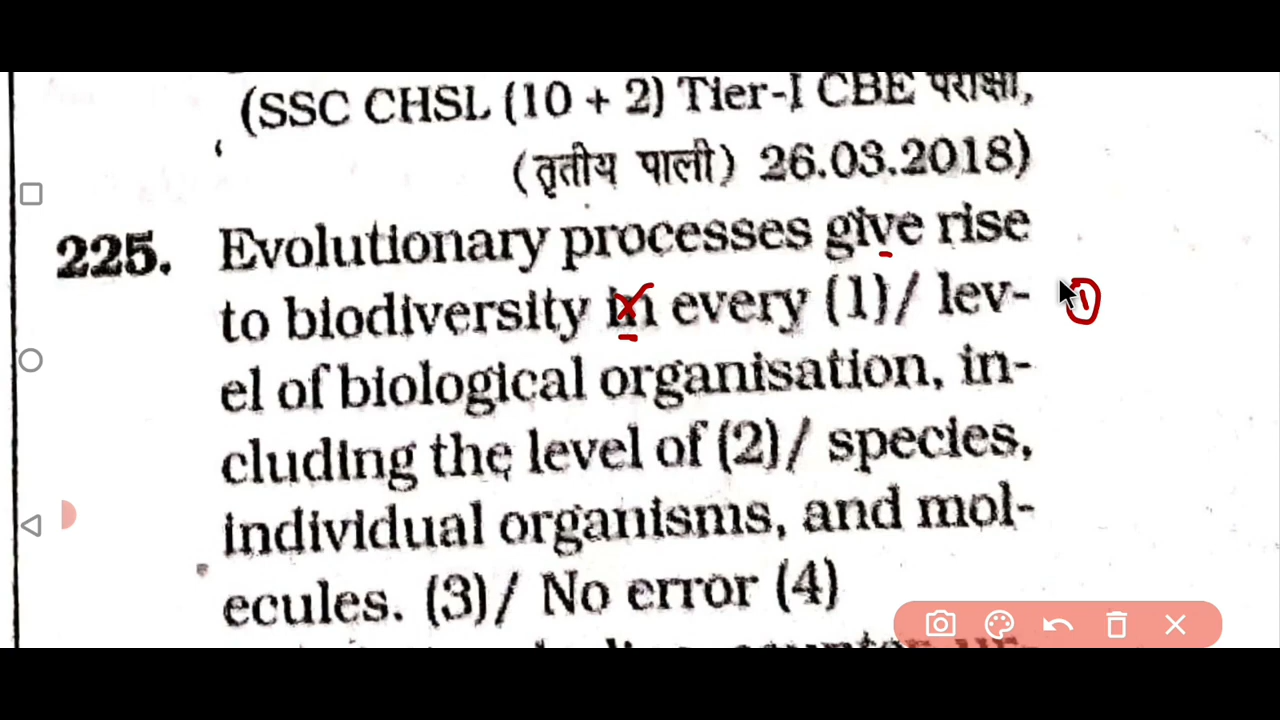 (SSC CHSL (10 + 2) Tier-I CBE परीक्षा,
(तृतीय पाली) 26.03.2018)
225. Evolutionary processes give rise
to biodiversity in every (1)/ lev-
el of biological organisation, in-
cluding the level of (2)/ species,
individual organisms, and mol-
ecules. (3)/ No error (4)
1